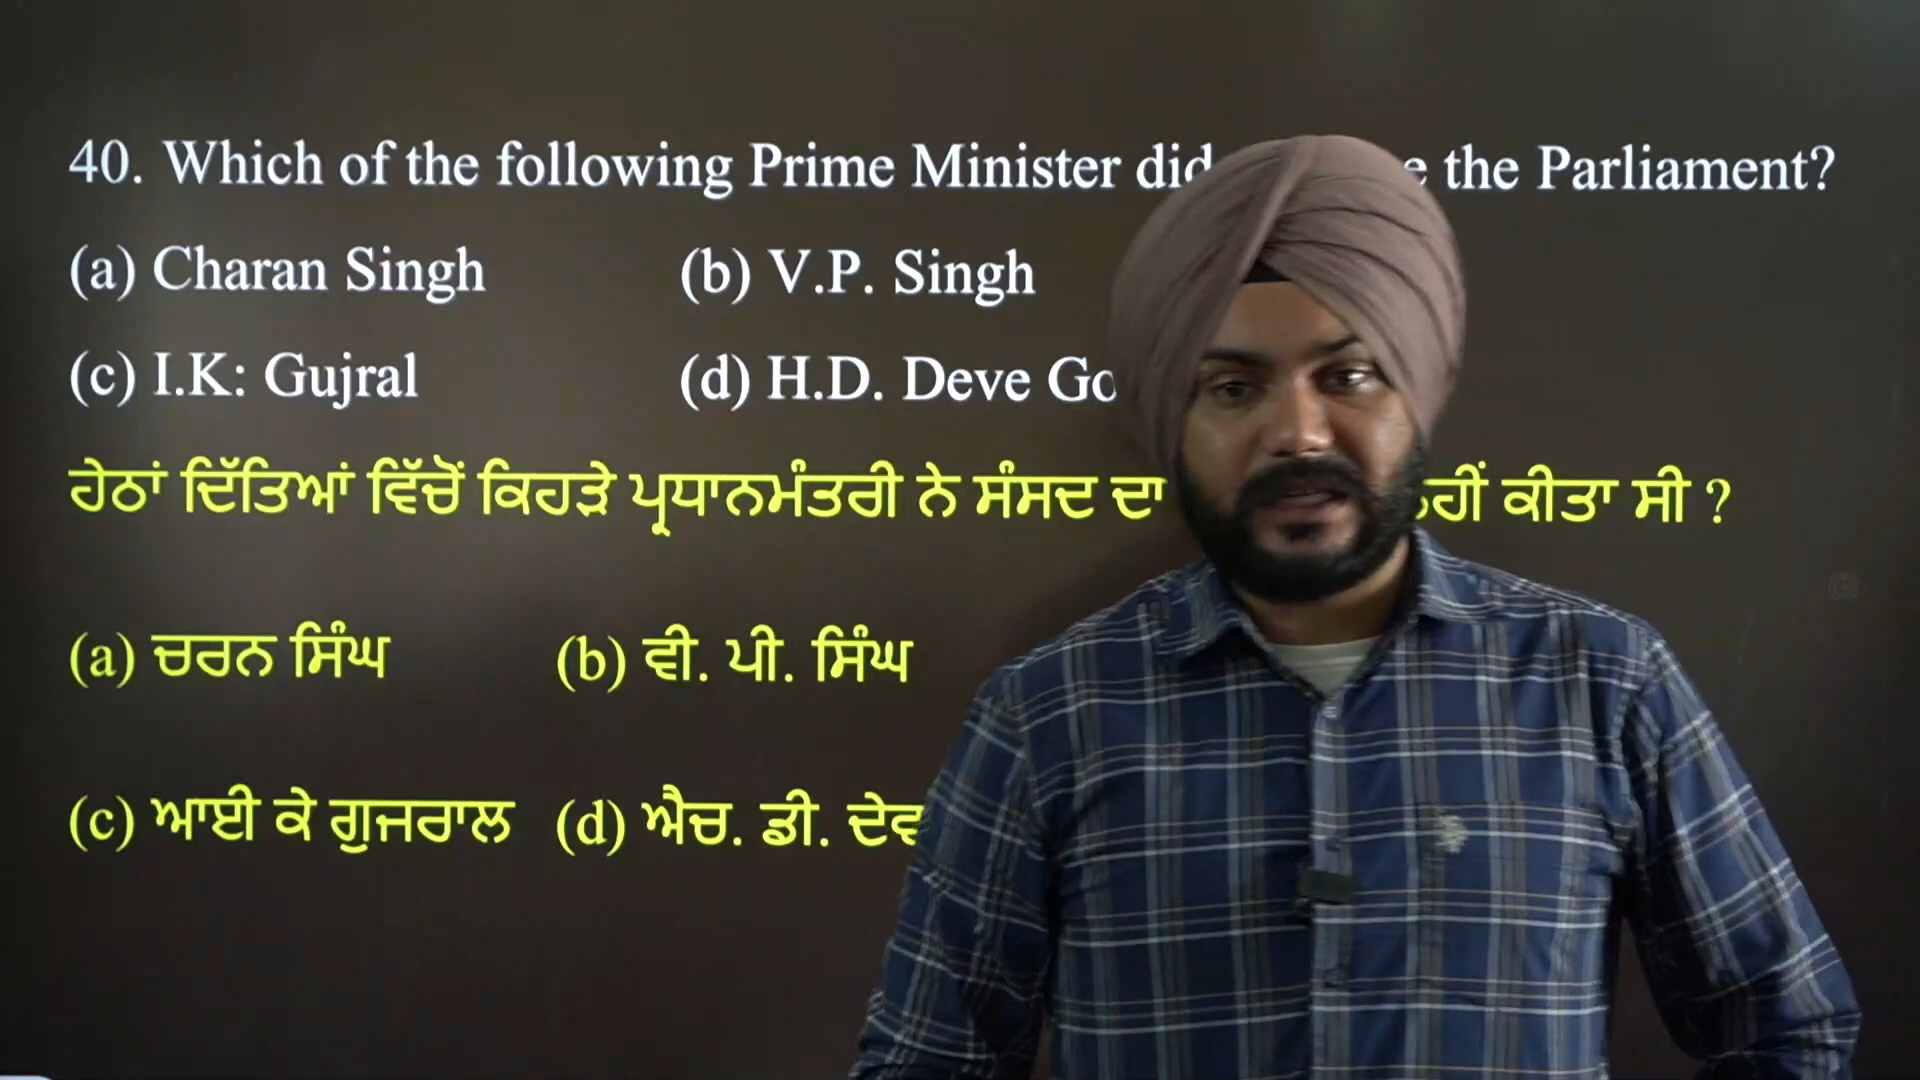 40. Which of the following Prime Minister did the Parliament?
(a) Charan Singh (b) V.P. Singh
(c) I.K: Gujral (d) H.D. Deve
ਹੇਠਾਂ ਦਿੱਤਿਆਂ ਵਿੱਚੋਂ ਕਿਹੜੇ ਪ੍ਰਧਾਨਮੰਤਰੀ ਨੇ ਸੰਸਦ ਦਾ ਕੀਤਾ ਸੀ ?
(a) ਚਰਨ ਸਿੰਘ (b) ਵੀ. ਪੀ. ਸਿੰਘ
(c) ਆਈ ਕੇ ਗੁਜਰਾਲ (d) ਐਚ. ਡੀ.